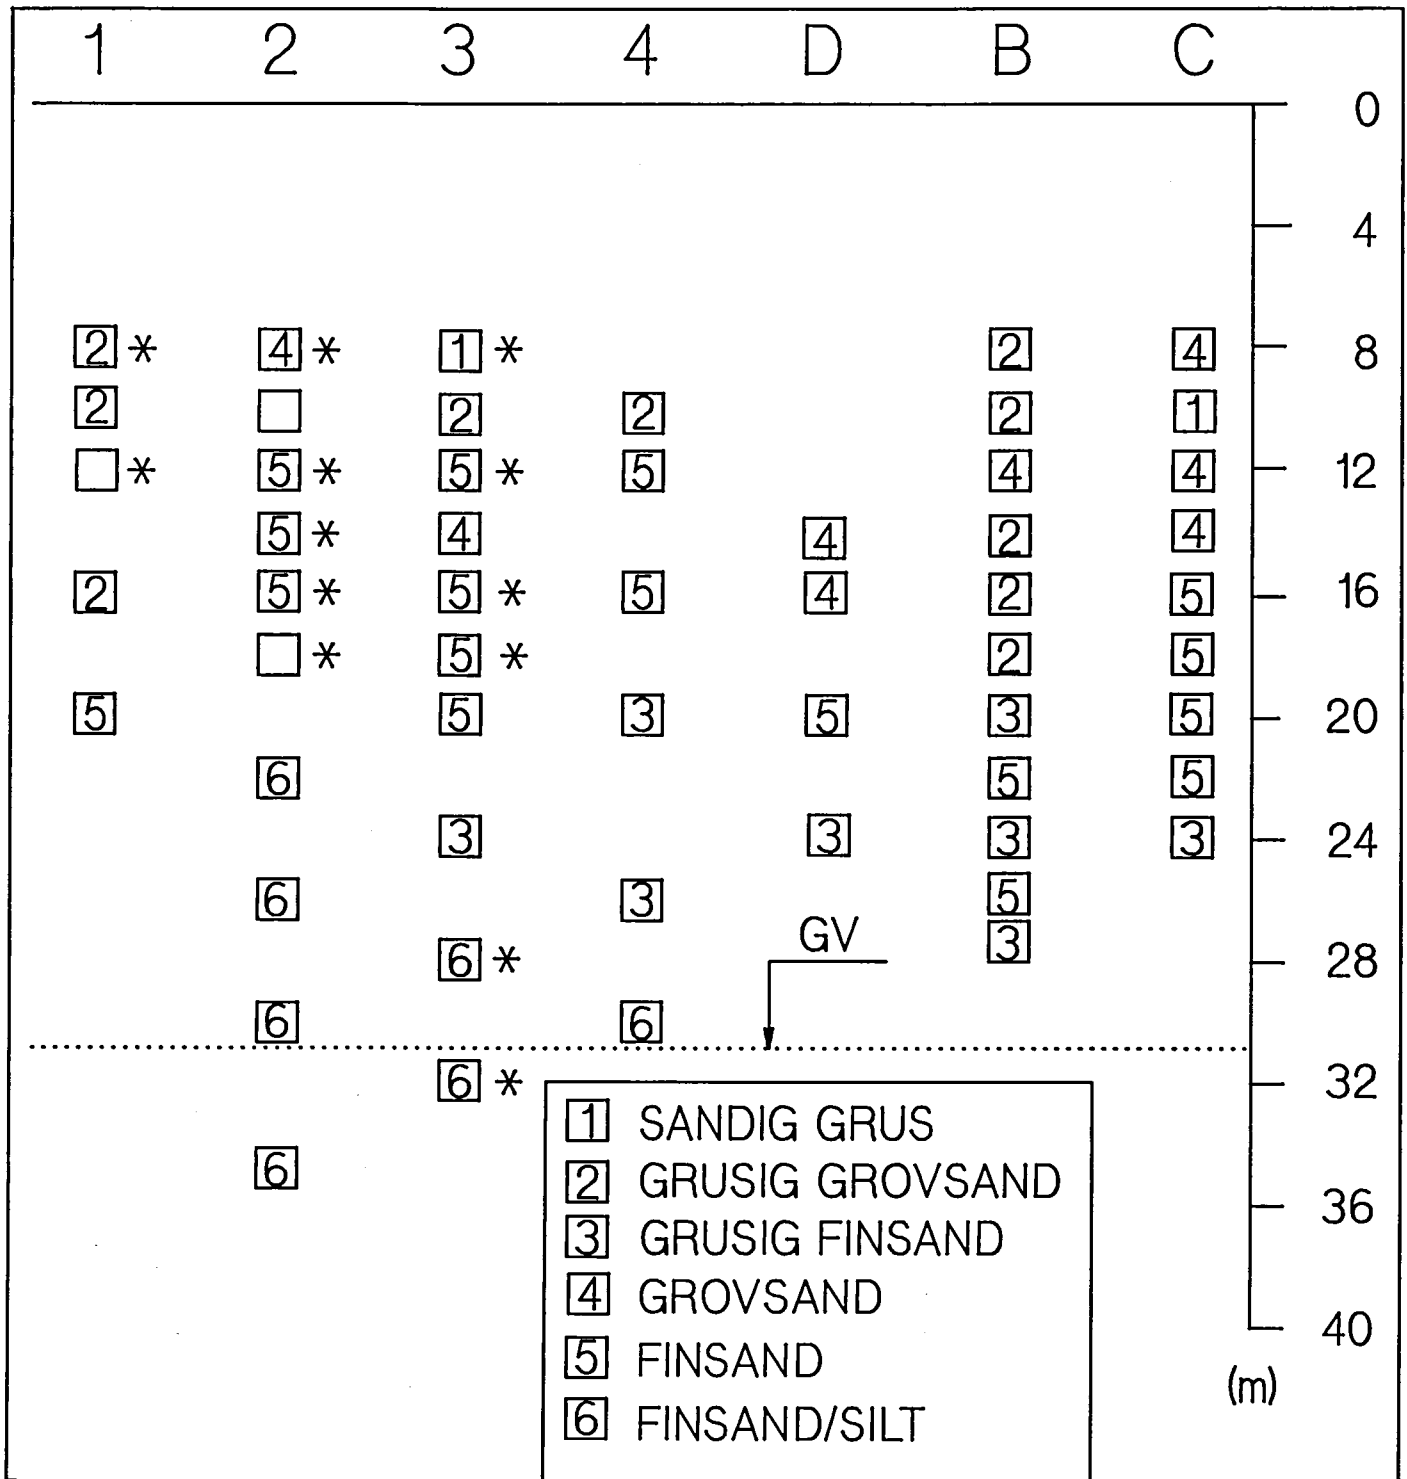 1 2 3 4 D B C
0
4
2 * 4 * 1 * 2 4 8
2 2 2 2 1
* 5 * 5 * 5 4 4 12
5 * 4 4 2 4
2 5 * 5 * 5 4 2 5 16
* 5 * 2 5
5 5 3 5 3 5 20
6 5 5
3 3 3 3 24
6 3 5
GV 3
6 * 28
6 6
6 * 32
1 SANDIG GRUS
6
2 GRUSIG GROVSAND
36
3 GRUSIG FINSAND
4 GROVSAND
40
5 FINSAND
(m)
6 FINSAND/SILT